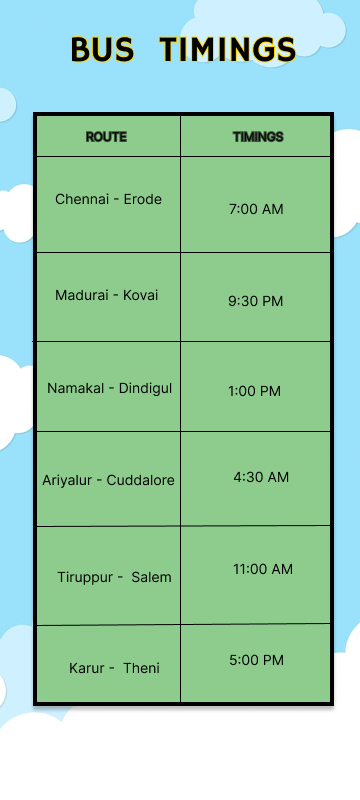 BUS TIMINGS
ROUTE TIMINGS
Chennai - Erode 7:00 AM
Madurai - Kovai 9:30 PM
Namakal - Dindigul 1:00 PM
Ariyalur - Cuddalore 4:30 AM
Tiruppur - Salem 11:00 AM
Karur - Theni 5:00 PM